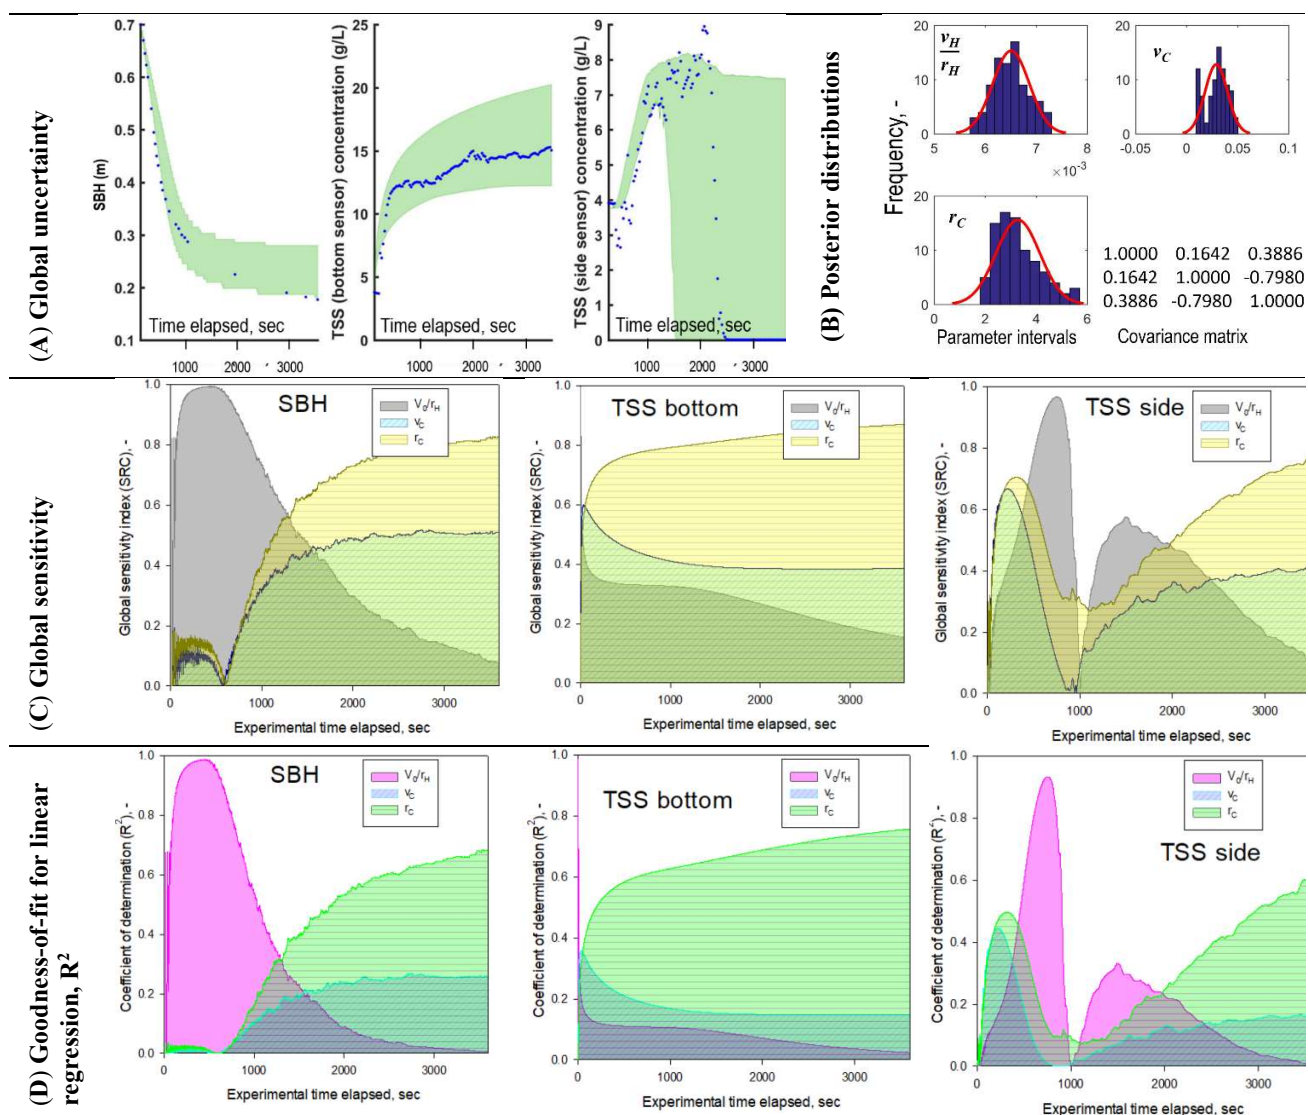 (A) Global uncertainty
0.7
0.6
0.5
0.4
0.3
0.2
0.1
SBH (m)
Time elapsed, sec
1000 2000 3000
25
20
15
10
5
0
TSS (bottom sensor) concentration (g/L)
Time elapsed, sec
1000 2000 3000
9
8
7
6
5
4
3
2
1
0
TSS (side sensor) concentration (g/L)
Time elapsed, sec
1000 2000 3000
(B) Posterior distributions
Frequency, -
20
10
0
v_H
r_H
5 6 7 8
×10⁻³
20
10
0
v_C
-0.05 0 0.05 0.1
20
10
0
r_C
0 2 4 6
Parameter intervals
1.0000 0.1642 0.3886
0.1642 1.0000 -0.7980
0.3886 -0.7980 1.0000
Covariance matrix
(C) Global sensitivity
Global sensitivity index (SRC), -
1.0
0.8
0.6
0.4
0.2
0.0
SBH
V₀/r_H
v_C
r_C
0 1000 2000 3000
Experimental time elapsed, sec
Global sensitivity index (SRC), -
1.0
0.8
0.6
0.4
0.2
0.0
TSS bottom
V₀/r_H
v_C
r_C
0 1000 2000 3000
Experimental time elapsed, sec
Global sensitivity index (SRC), -
1.0
0.8
0.6
0.4
0.2
0.0
TSS side
V₀/r_H
v_C
r_C
0 1000 2000 3000
Experimental time elapsed, sec
(D) Goodness-of-fit for linear
regression, R²
Coefficient of determination (R²), -
1.0
0.8
0.6
0.4
0.2
0.0
SBH
V₀/r_H
v_C
r_C
0 1000 2000 3000
Experimental time elapsed, sec
Coefficient of determination (R²), -
1.0
0.8
0.6
0.4
0.2
0.0
TSS bottom
V₀/r_H
v_C
r_C
0 1000 2000 3000
Experimental time elapsed, sec
Coefficient of determination (R²), -
1.0
0.8
0.6
0.4
0.2
0.0
V₀/r_H
v_C
r_C
TSS side
0 1000 2000 3000
Experimental time elapsed, sec